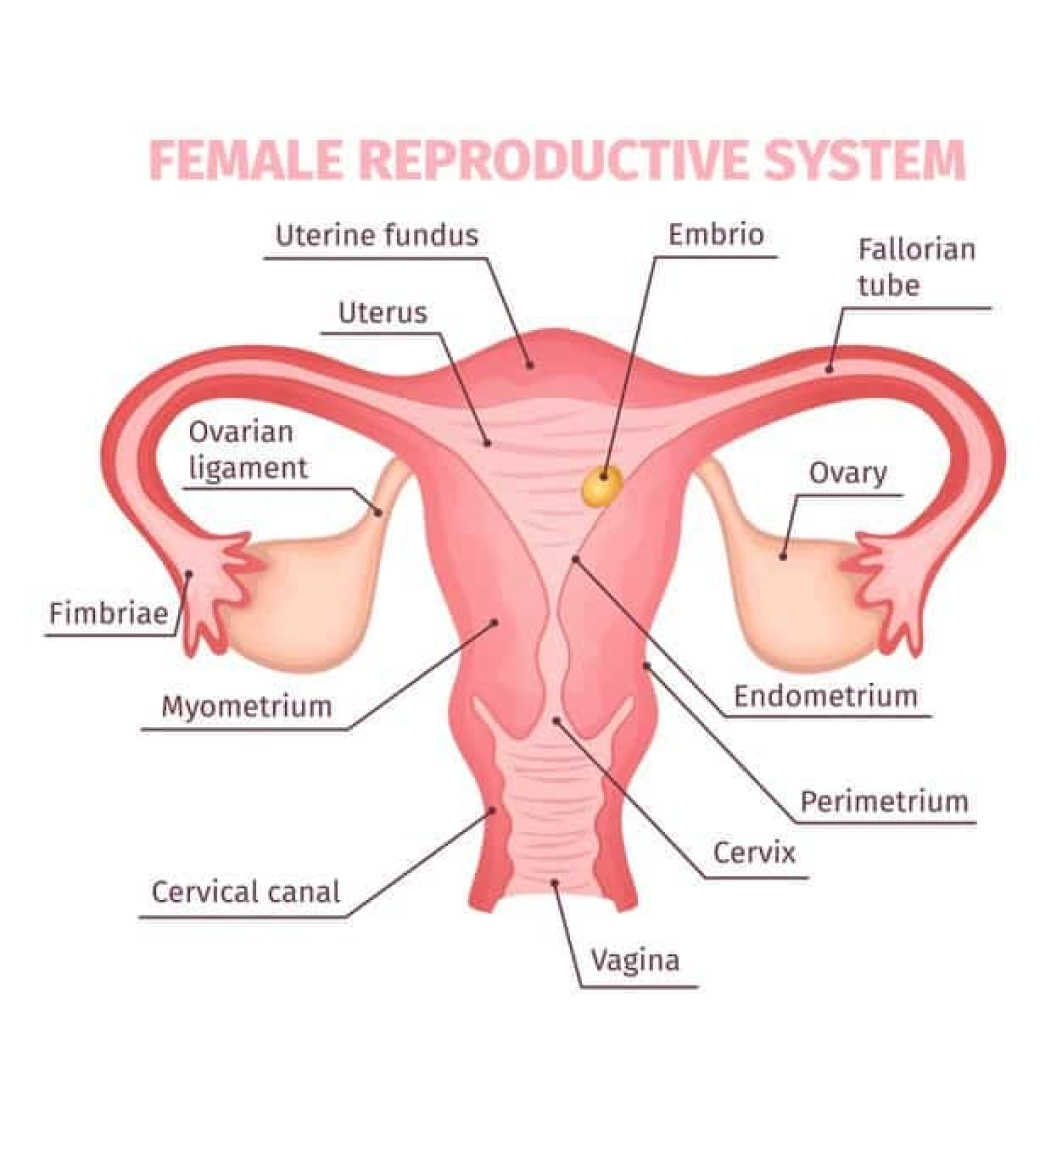 FEMALE REPRODUCTIVE SYSTEM
Uterine fundus
Embrio
Fallorian
tube
Uterus
Ovarian
ligament
Ovary
Fimbriae
Myometrium
Endometrium
Perimetrium
Cervix
Cervical canal
Vagina